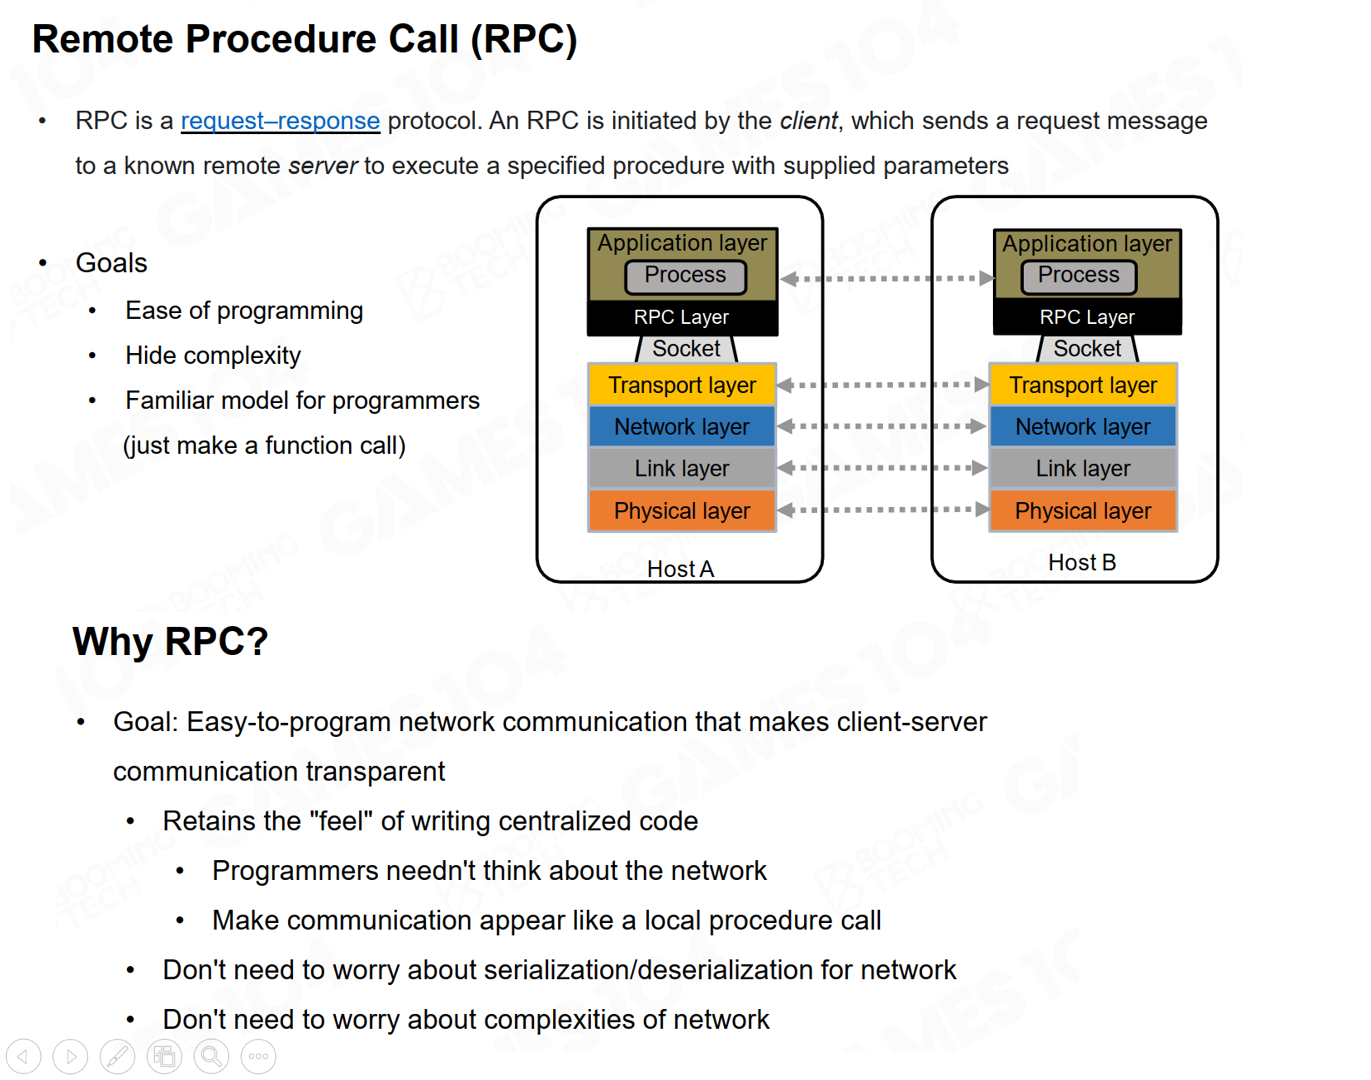 Remote Procedure Call (RPC)
• RPC is a request–response protocol. An RPC is initiated by the client, which sends a request message
to a known remote server to execute a specified procedure with supplied parameters
• Goals
• Ease of programming
• Hide complexity
• Familiar model for programmers
(just make a function call)
Application layer
Process
RPC Layer
Socket
Transport layer
Network layer
Link layer
Physical layer
Host A
Application layer
Process
RPC Layer
Socket
Transport layer
Network layer
Link layer
Physical layer
Host B
Why RPC?
• Goal: Easy-to-program network communication that makes client-server
communication transparent
• Retains the "feel" of writing centralized code
• Programmers needn't think about the network
• Make communication appear like a local procedure call
• Don't need to worry about serialization/deserialization for network
• Don't need to worry about complexities of network
GAMES104
BOOMING
TECH